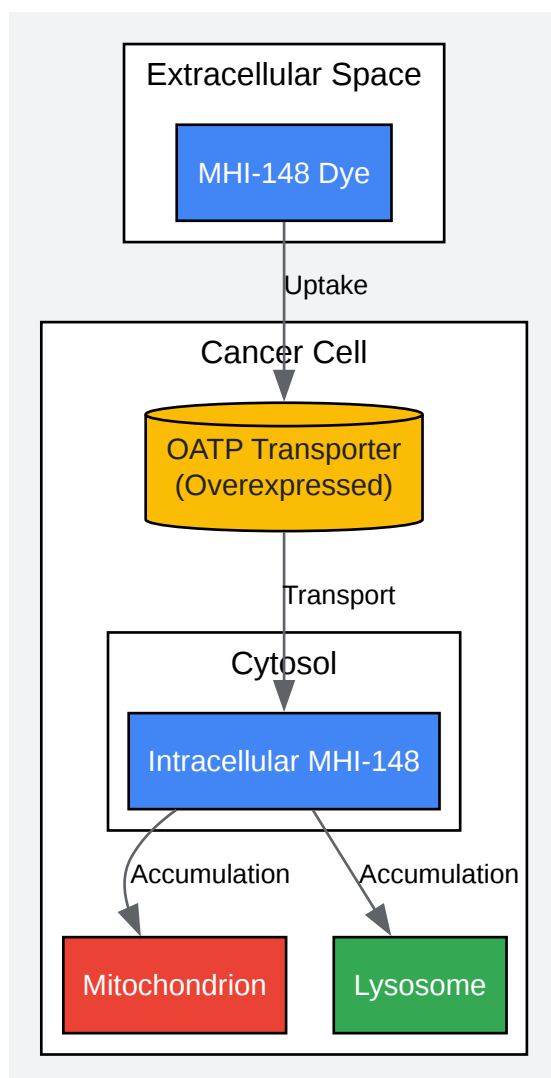 Extracellular Space
MHI-148 Dye
Uptake
Cancer Cell
OATP Transporter
(Overexpressed)
Transport
Cytosol
Intracellular MHI-148
Accumulation
Accumulation
Mitochondrion
Lysosome